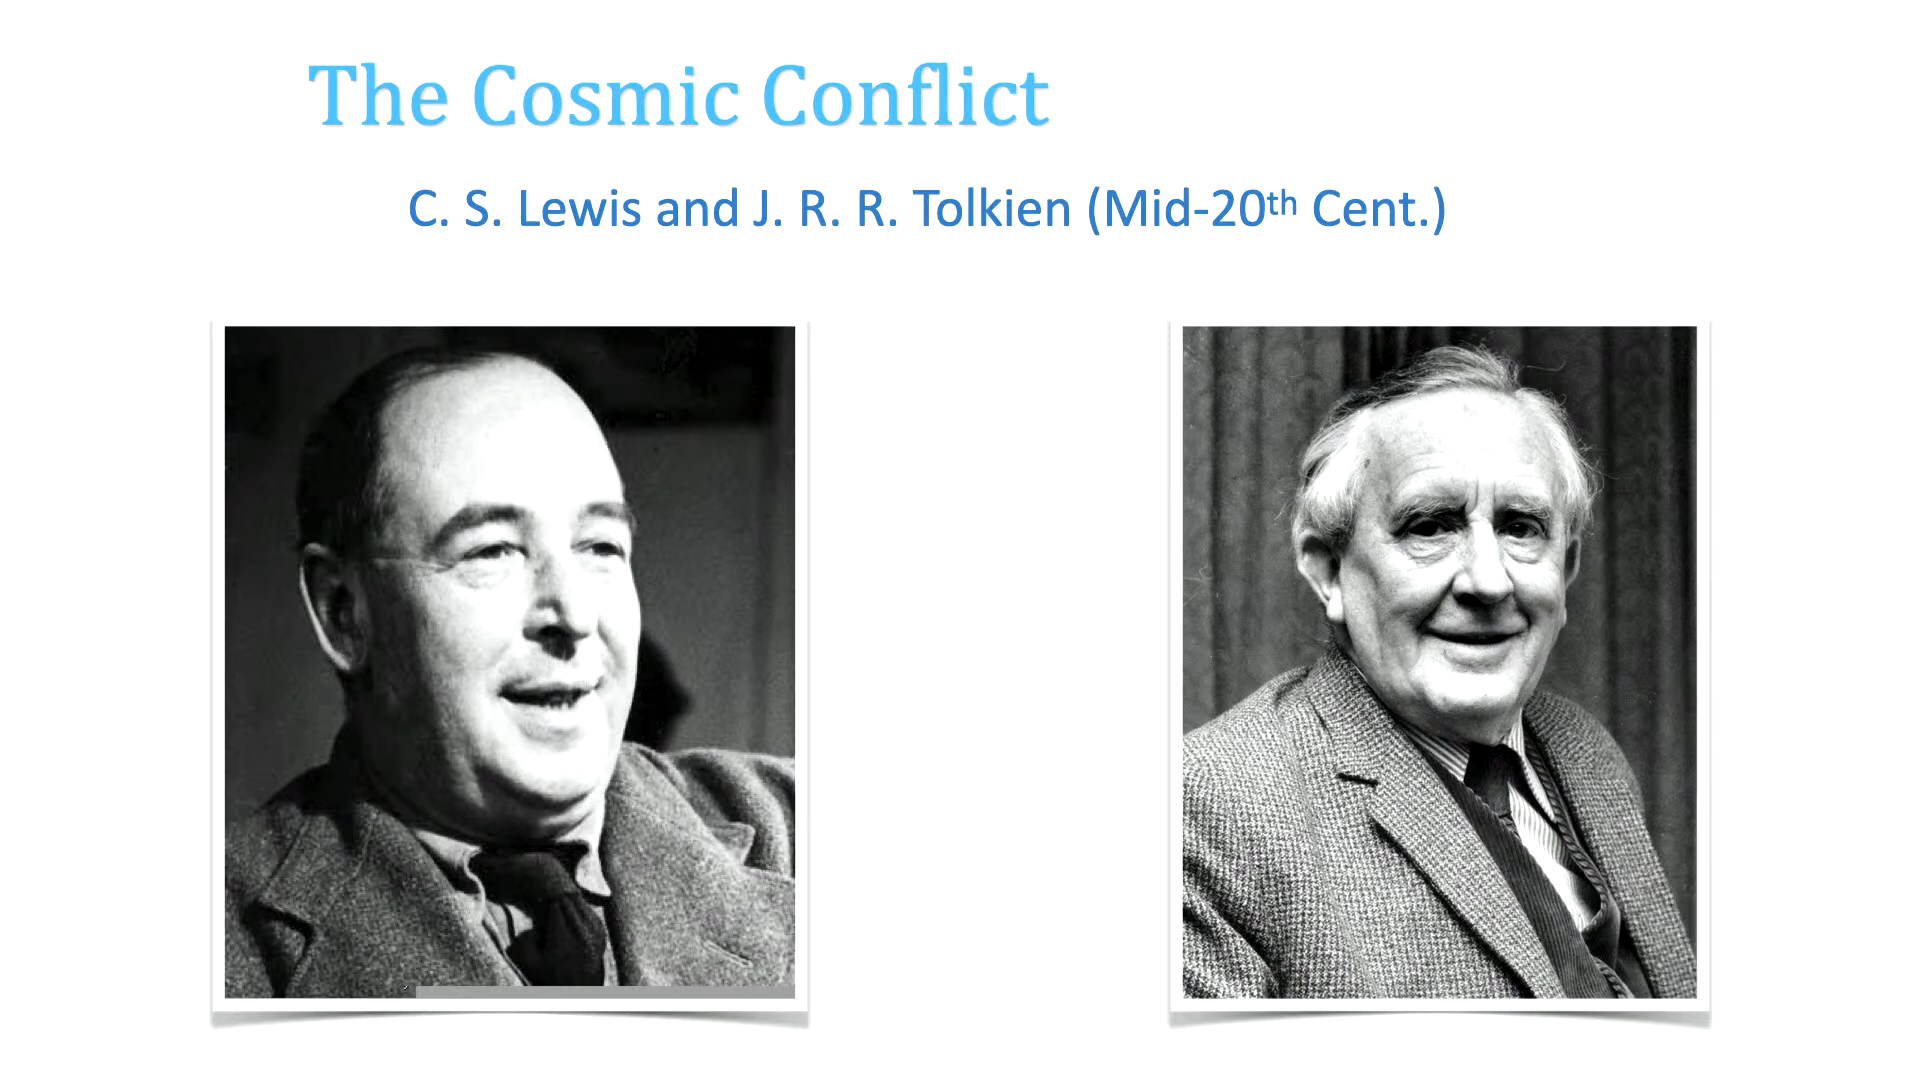 The Cosmic Conflict
C. S. Lewis and J. R. R. Tolkien (Mid-20th Cent.)